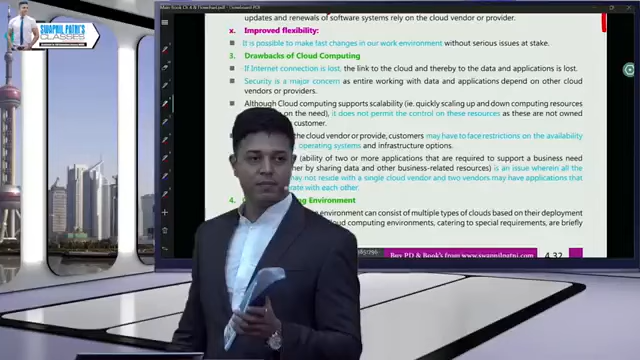 SWAPNIL PATNI'S
CLASSES
updates and renewals of software systems rely on the cloud vendor or provider.
x. Improved flexibility:
It is possible to make fast changes in our work environment without serious issues at stake.
3. Drawbacks of Cloud Computing
If Internet connection is lost, the link to the cloud and thereby to the data and applications is lost.
Security is a major concern as entire working with data and applications depend on other cloud
vendors or providers.
Although Cloud computing supports scalability (ie. quickly scaling up and down computing resources
on the need), it does not permit the control on these resources as these are not owned
customer.
the cloud vendor or provide, customers may have to face restrictions on the availability
operating systems and infrastructure options.
(ability of two or more applications that are required to support a business need
by sharing data and other business-related resources) is an issue wherein all the
may not reside with a single cloud vendor and two vendors may have applications that
with each other.
4. Environment
environment can consist of multiple types of clouds based on their deployment
computing environments, catering to special requirements, are briefly
Buy PD & Book's from www.swapnilpatni.com 4.32